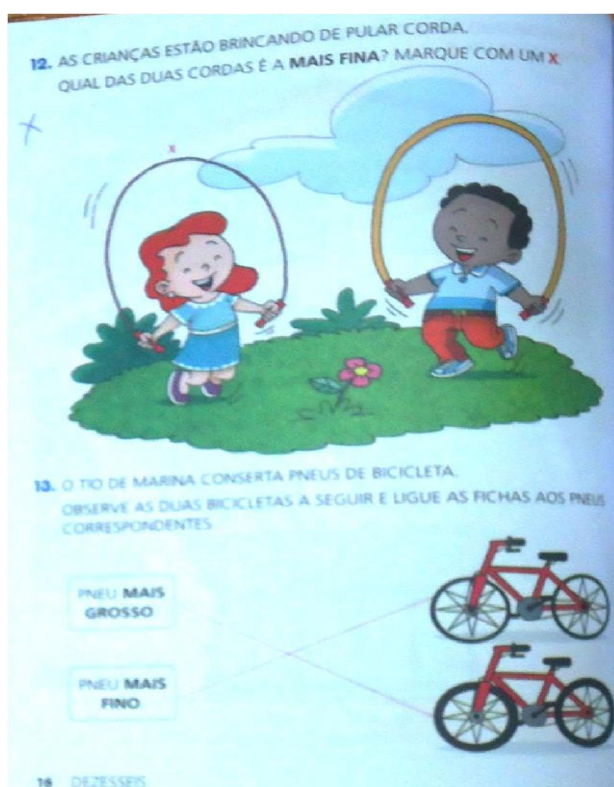 12. AS CRIANÇAS ESTÃO BRINCANDO DE PULAR CORDA.
QUAL DAS DUAS CORDAS É A MAIS FINA? MARQUE COM UM X.
X
13. O TIO DE MARINA CONSERTA PNEUS DE BICICLETA.
OBSERVE AS DUAS BICICLETAS A SEGUIR E LIGUE AS FICHAS AOS PNEUS
CORRESPONDENTES
PNEU MAIS
GROSSO
PNEU MAIS
FINO
16 DEZESSEIS